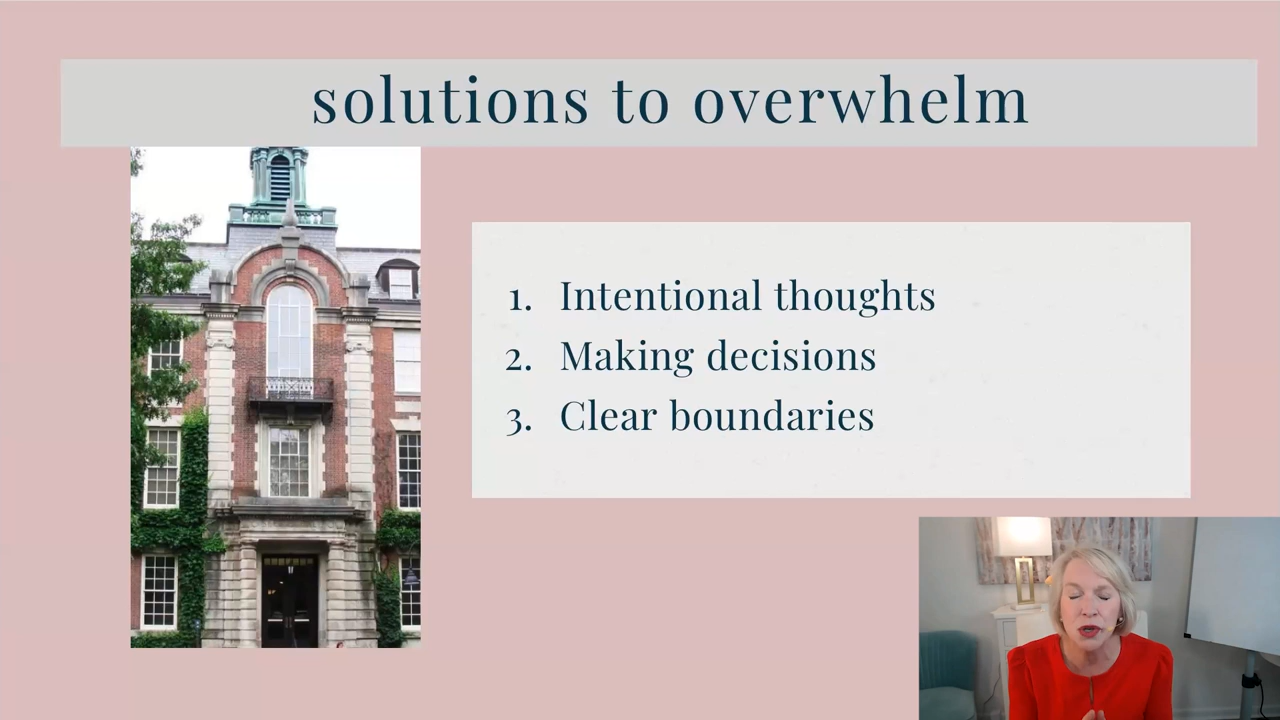 solutions to overwhelm
1. Intentional thoughts
2. Making decisions
3. Clear boundaries